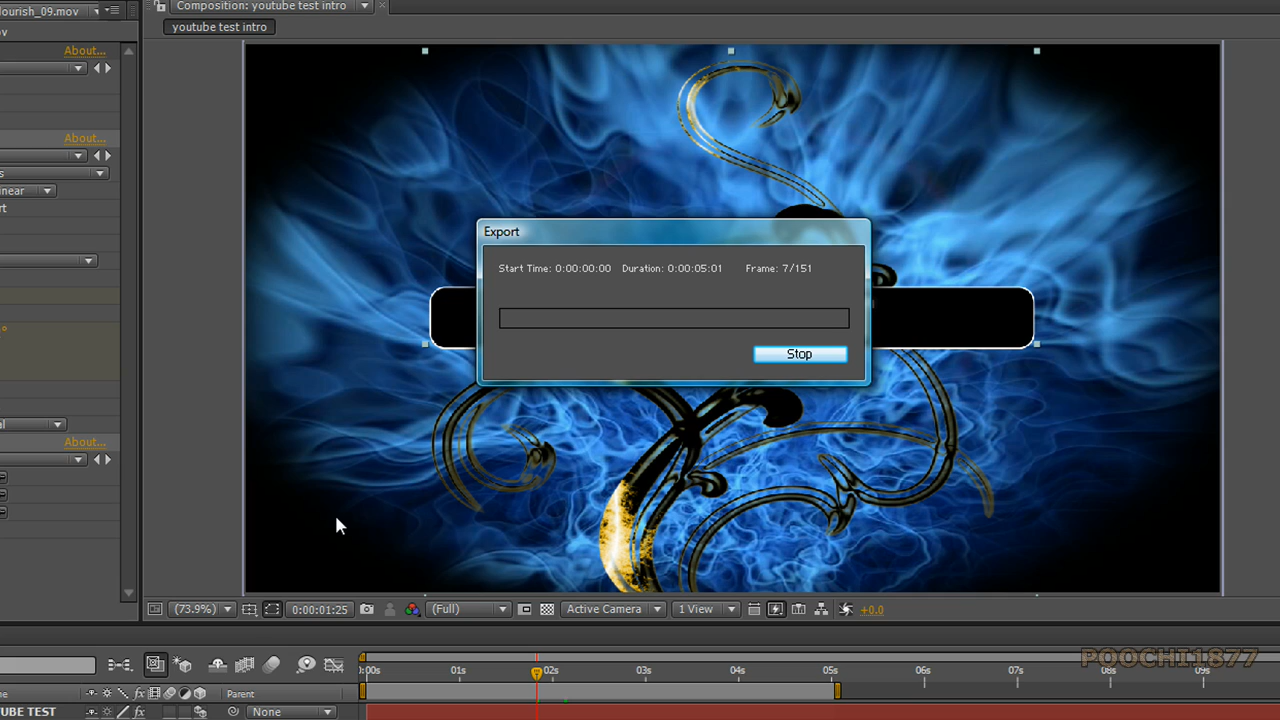 ourish_09.mov
Composition: youtube test intro
youtube test intro
About...
About...
s
inear
rt
al
About...
Export
Start Time: 0:00:00:00 Duration: 0:00:05:01 Frame: 7/151
Stop
(73.9%) 0:00:01:25 (Full) Active Camera 1 View +0.0
:00s 01s 02s 03s 04s 05s 06s 07s 08s 09s
POOCHI1877
Parent
UBE TEST
None